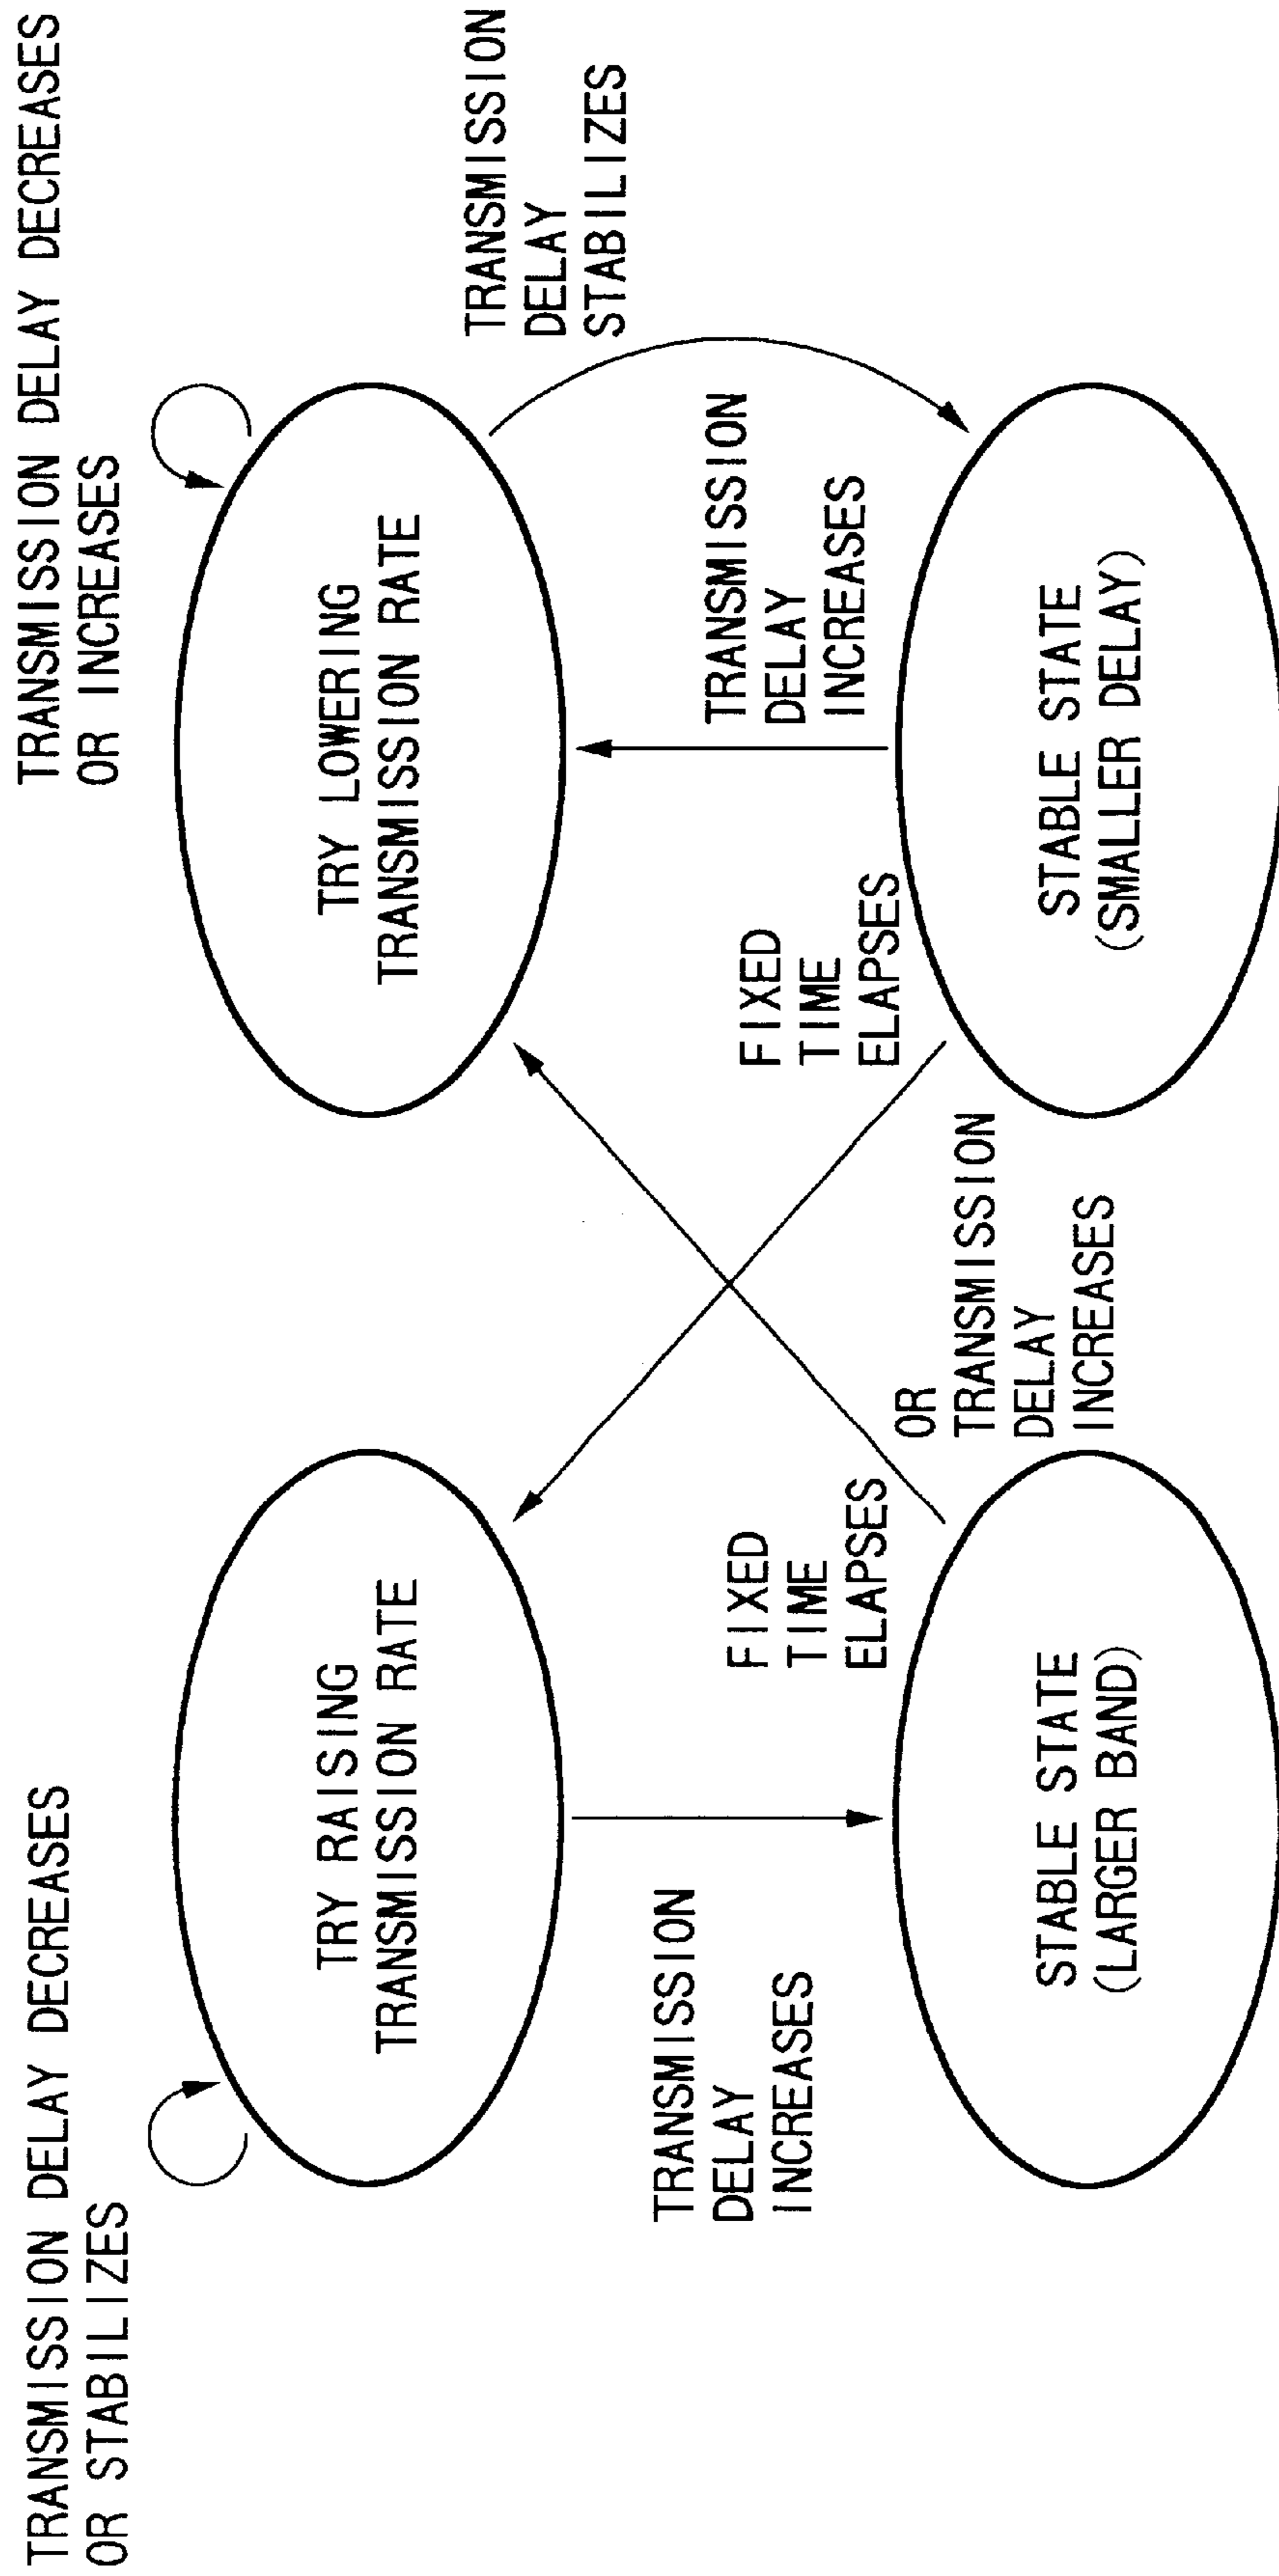 TRANSMISSION DELAY DECREASES
OR STABILIZES
TRANSMISSION DELAY DECREASES
OR INCREASES
TRY RAISING
TRANSMISSION RATE
TRY LOWERING
TRANSMISSION RATE
TRANSMISSION
DELAY
STABILIZES
TRANSMISSION
DELAY
INCREASES
FIXED
TIME
ELAPSES
OR
TRANSMISSION
DELAY
INCREASES
FIXED
TIME
ELAPSES
TRANSMISSION
DELAY
INCREASES
STABLE STATE
(LARGER BAND)
STABLE STATE
(SMALLER DELAY)